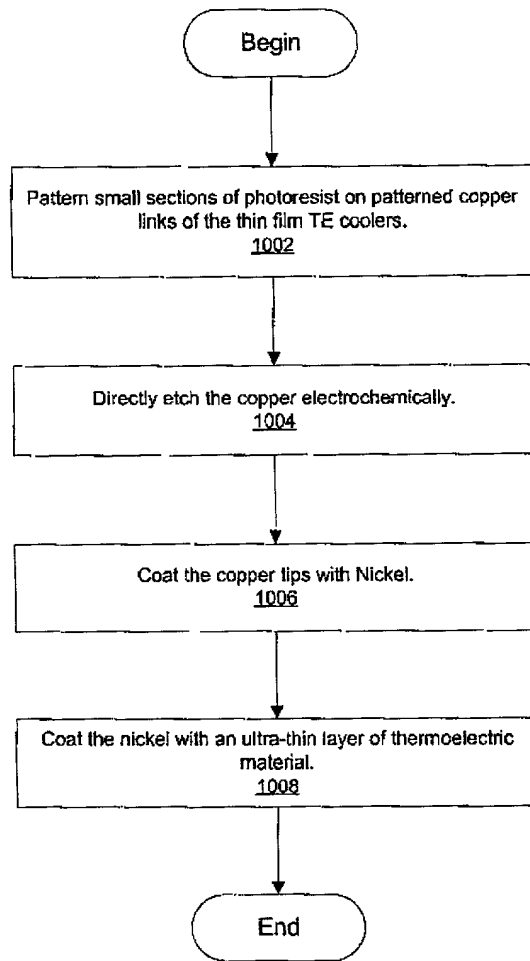 Begin
Pattern small sections of photoresist on patterned copper
links of the thin film TE coolers.
1002
Directly etch the copper electrochemically.
1004
Coat the copper tips with Nickel.
1006
Coat the nickel with an ultra-thin layer of thermoelectric
material.
1008
End